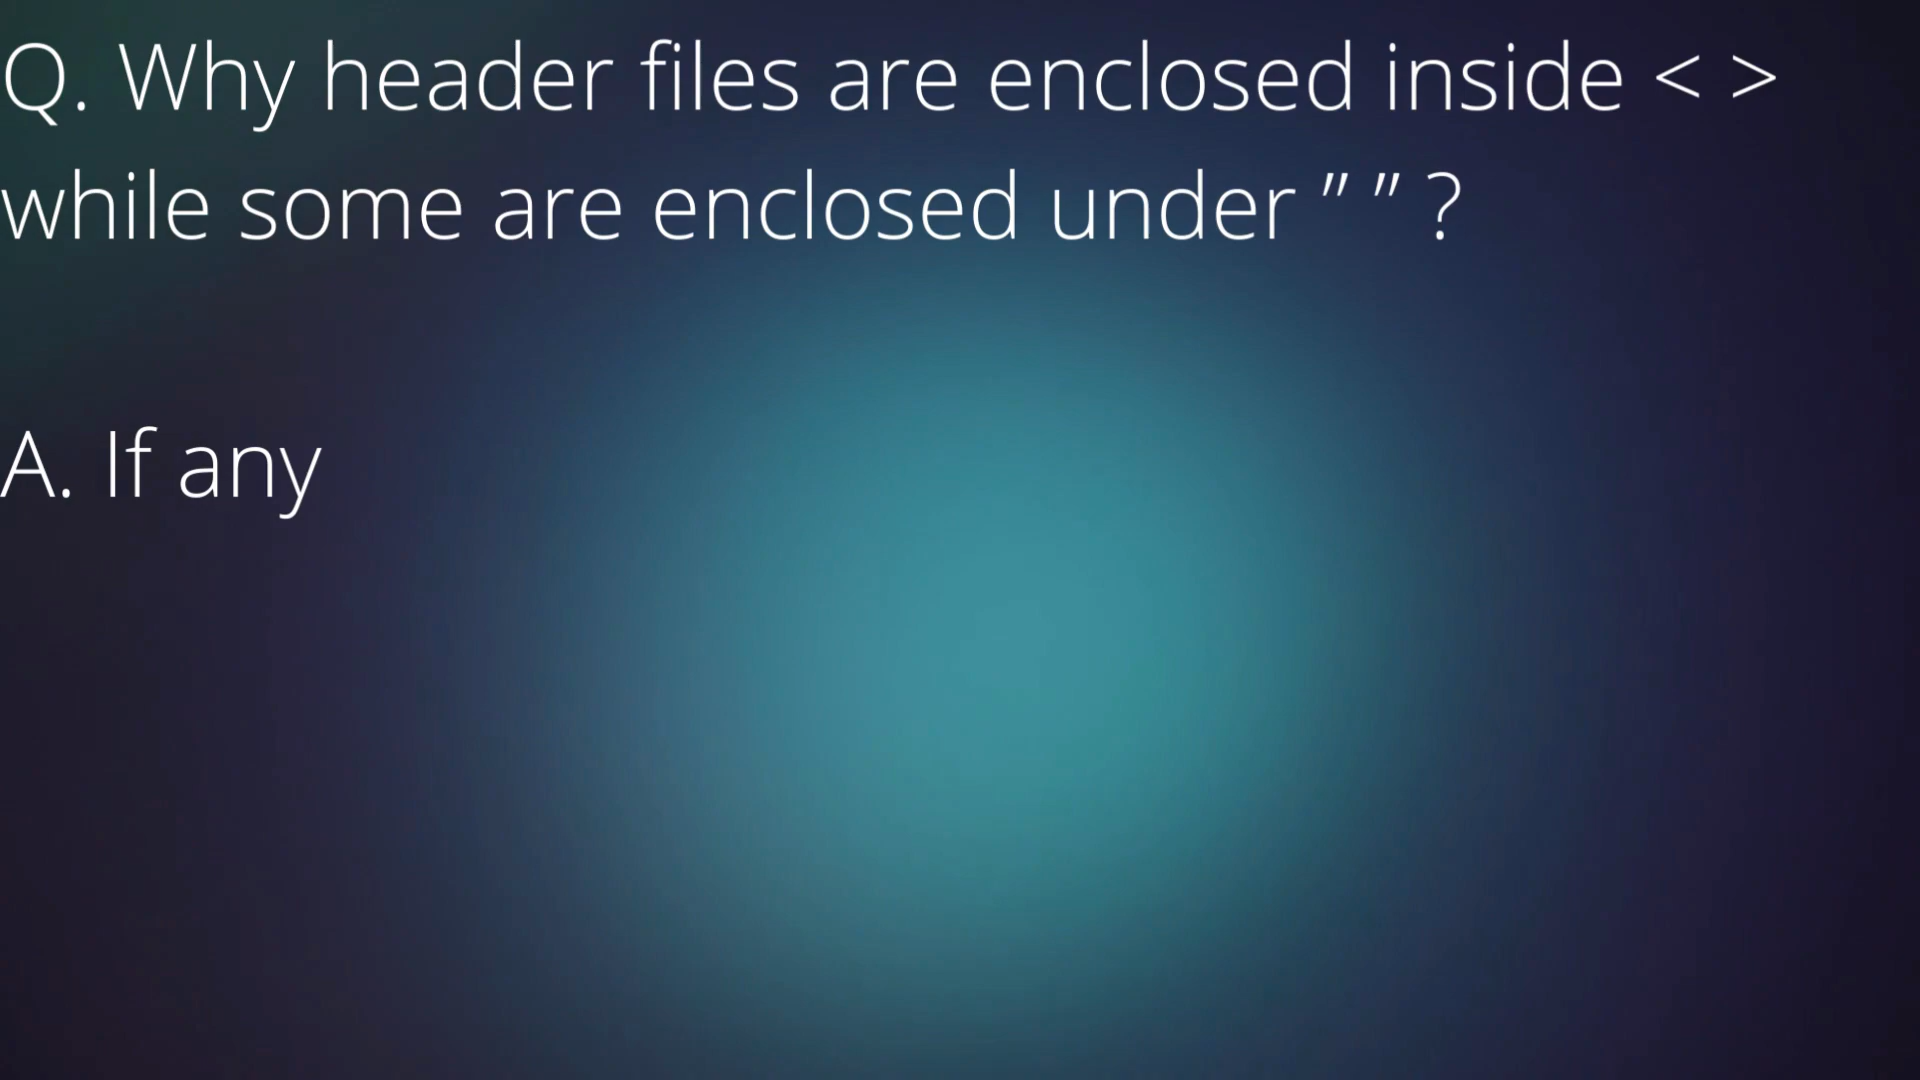 Q. Why header files are enclosed inside < >
while some are enclosed under " " ?
A. If any